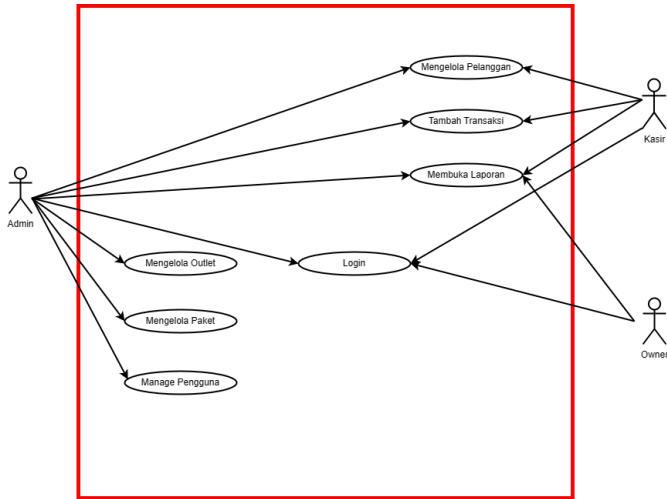 Mengelola Pelanggan
Tambah Transaksi
Kasir
Membuka Laporan
Admin
Mengelola Outlet
Login
Mengelola Paket
Owner
Manage Pengguna